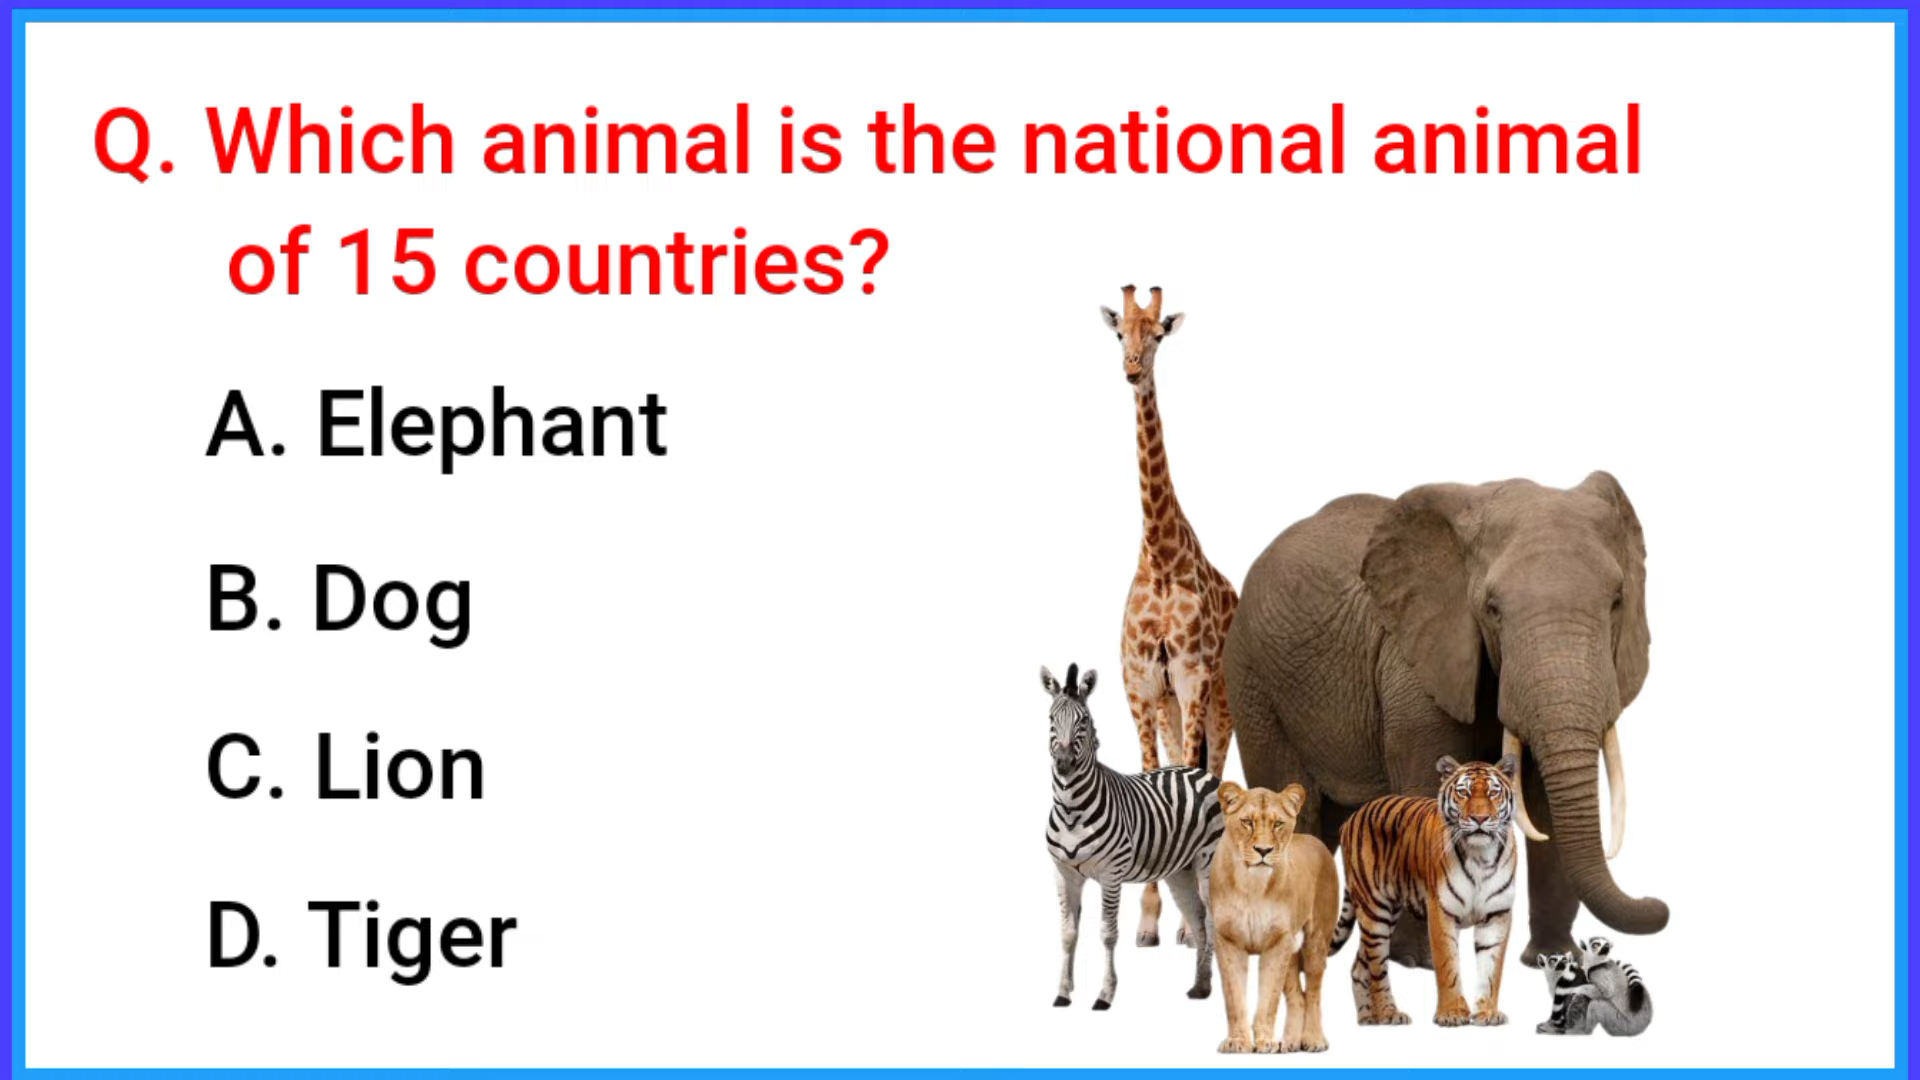 Q. Which animal is the national animal
of 15 countries?
A. Elephant
B. Dog
C. Lion
D. Tiger